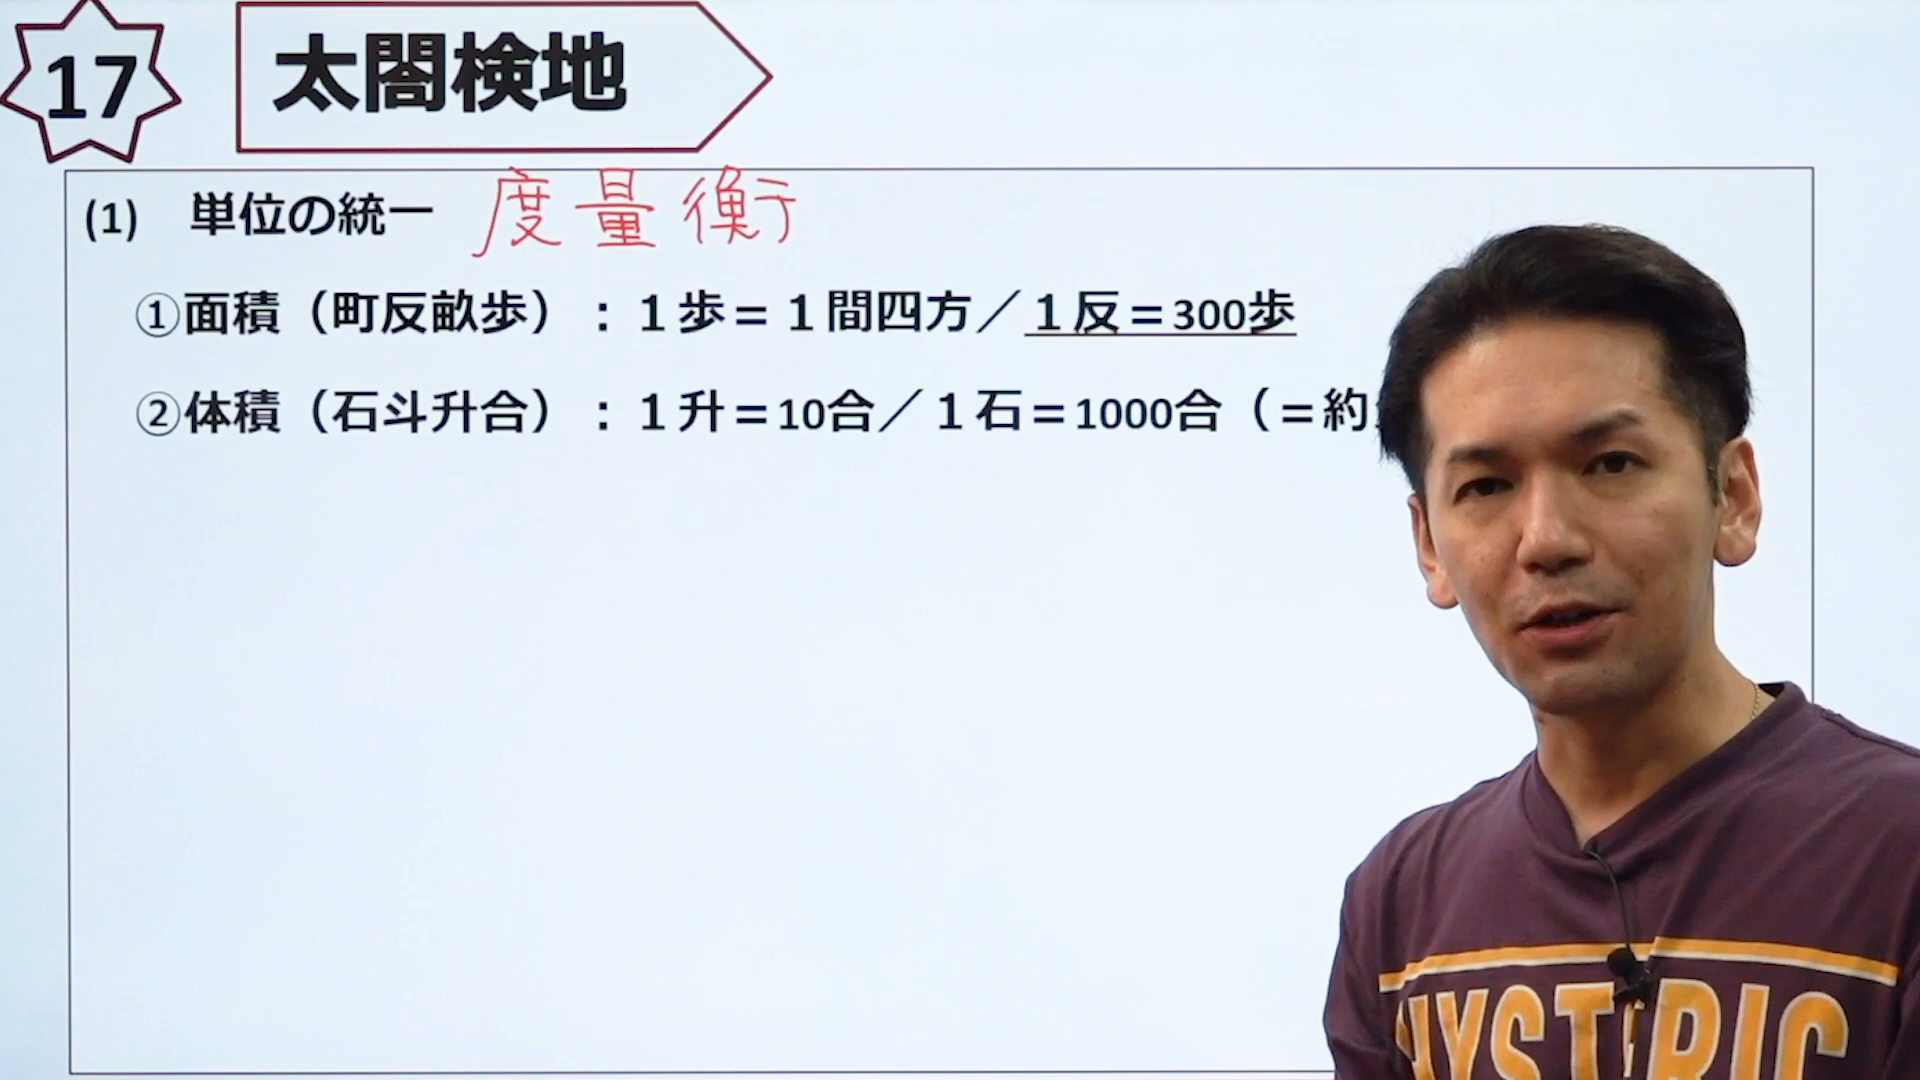 17
太閤検地
(1) 単位の統一 度量衡
①面積（町反畝歩）：１歩＝１間四方／１反＝300歩
②体積（石斗升合）：１升＝10合／１石＝1000合（＝約
HYSTERIC